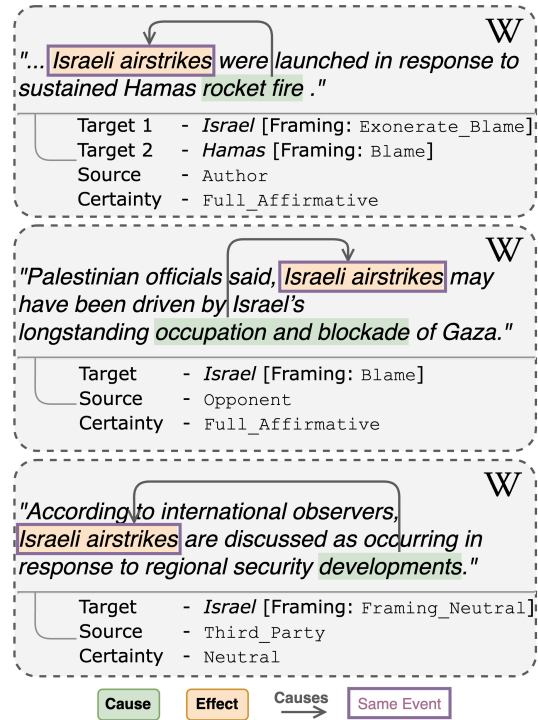 W
"... Israeli airstrikes were launched in response to
sustained Hamas rocket fire ."
Target 1 - Israel [Framing: Exonerate_Blame]
Target 2 - Hamas [Framing: Blame]
Source - Author
Certainty - Full_Affirmative
W
"Palestinian officials said, Israeli airstrikes may
have been driven by Israel's
longstanding occupation and blockade of Gaza."
Target - Israel [Framing: Blame]
Source - Opponent
Certainty - Full_Affirmative
W
"According to international observers,
Israeli airstrikes are discussed as occurring in
response to regional security developments."
Target - Israel [Framing: Framing_Neutral]
Source - Third_Party
Certainty - Neutral
Cause Effect Causes Same Event